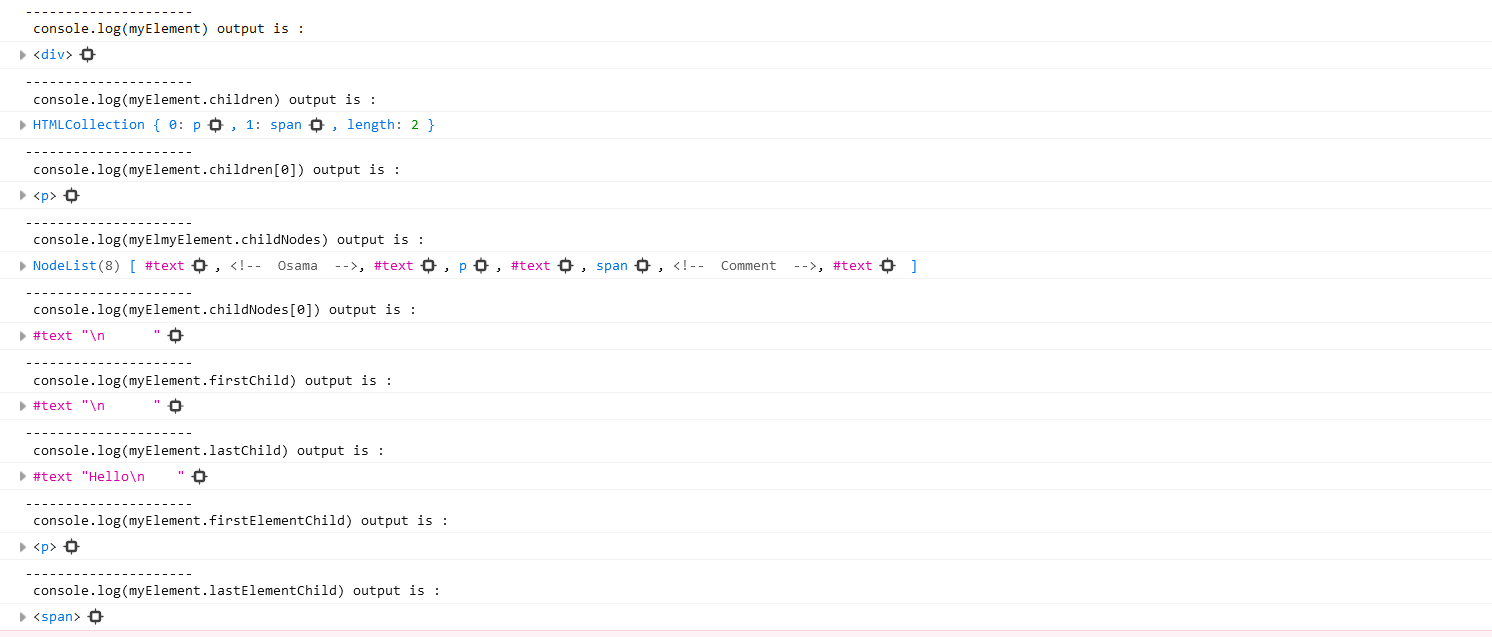 ---------------------
console.log(myElement) output is :
<div>
---------------------
console.log(myElement.children) output is :
HTMLCollection { 0: p , 1: span , length: 2 }
---------------------
console.log(myElement.children[0]) output is :
<p>
---------------------
console.log(myElmyElement.childNodes) output is :
NodeList(8) [ #text , <!--  Osama  -->, #text , p , #text , span , <!--  Comment  -->, #text  ]
---------------------
console.log(myElement.childNodes[0]) output is :
#text "\n      "
---------------------
console.log(myElement.firstChild) output is :
#text "\n      "
---------------------
console.log(myElement.lastChild) output is :
#text "Hello\n    "
---------------------
console.log(myElement.firstElementChild) output is :
<p>
---------------------
console.log(myElement.lastElementChild) output is :
<span>